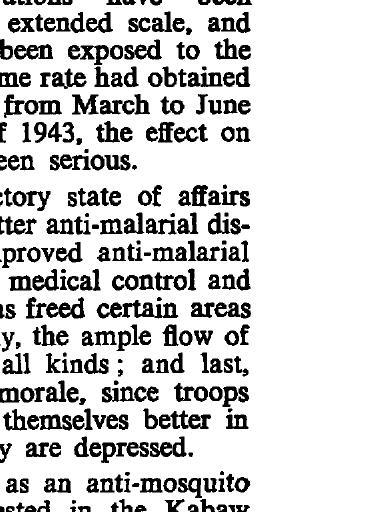 extended scale, and
been exposed to the
me rate had obtained
from March to June
f 1943, the effect on
een serious.
ctory state of affairs
tter anti-malarial dis-
proved anti-malarial
medical control and
as freed certain areas
y, the ample flow of
all kinds; and last,
morale, since troops
themselves better in
y are depressed.
as an anti-mosquito
in the Kabaw